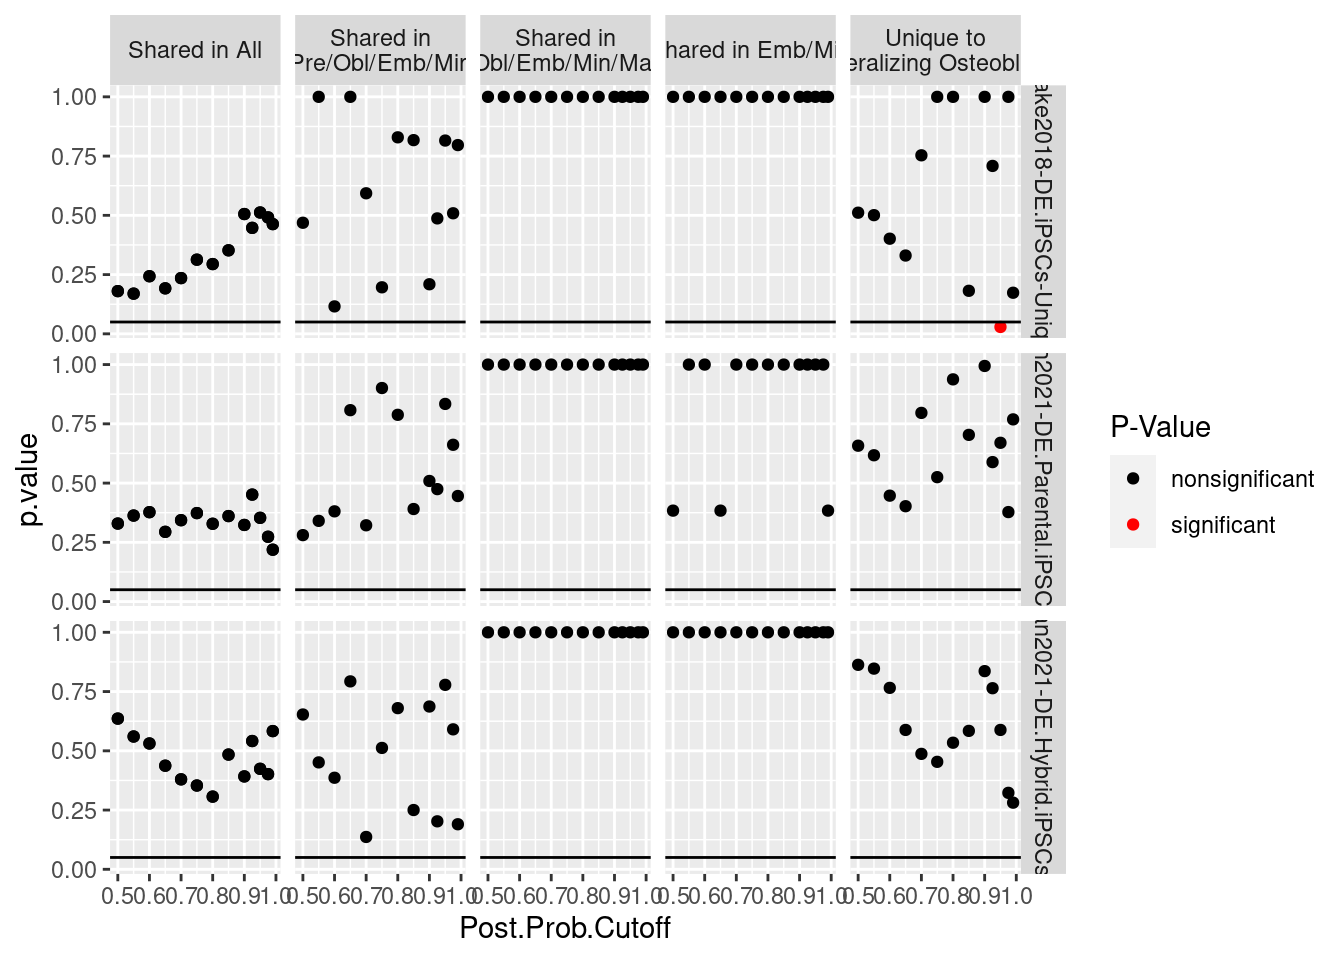 Shared in All
Shared in
Pre/Obl/Emb/Min
Shared in
Obl/Emb/Min/Ma
hared in Emb/Mi
Unique to
eralizing Osteobl
1.00
0.75
0.50
0.25
0.00
ake2018-DE.iPSCs-Uniq
1.00
0.75
0.50
0.25
0.00
n2021-DE.Parental.iPSC
1.00
0.75
0.50
0.25
0.00
an2021-DE.Hybrid.iPSCs
0.50.60.70.80.91.0
0.50.60.70.80.91.0
0.50.60.70.80.91.0
0.50.60.70.80.91.0
0.50.60.70.80.91.0
Post.Prob.Cutoff
p.value
P-Value
nonsignificant
significant